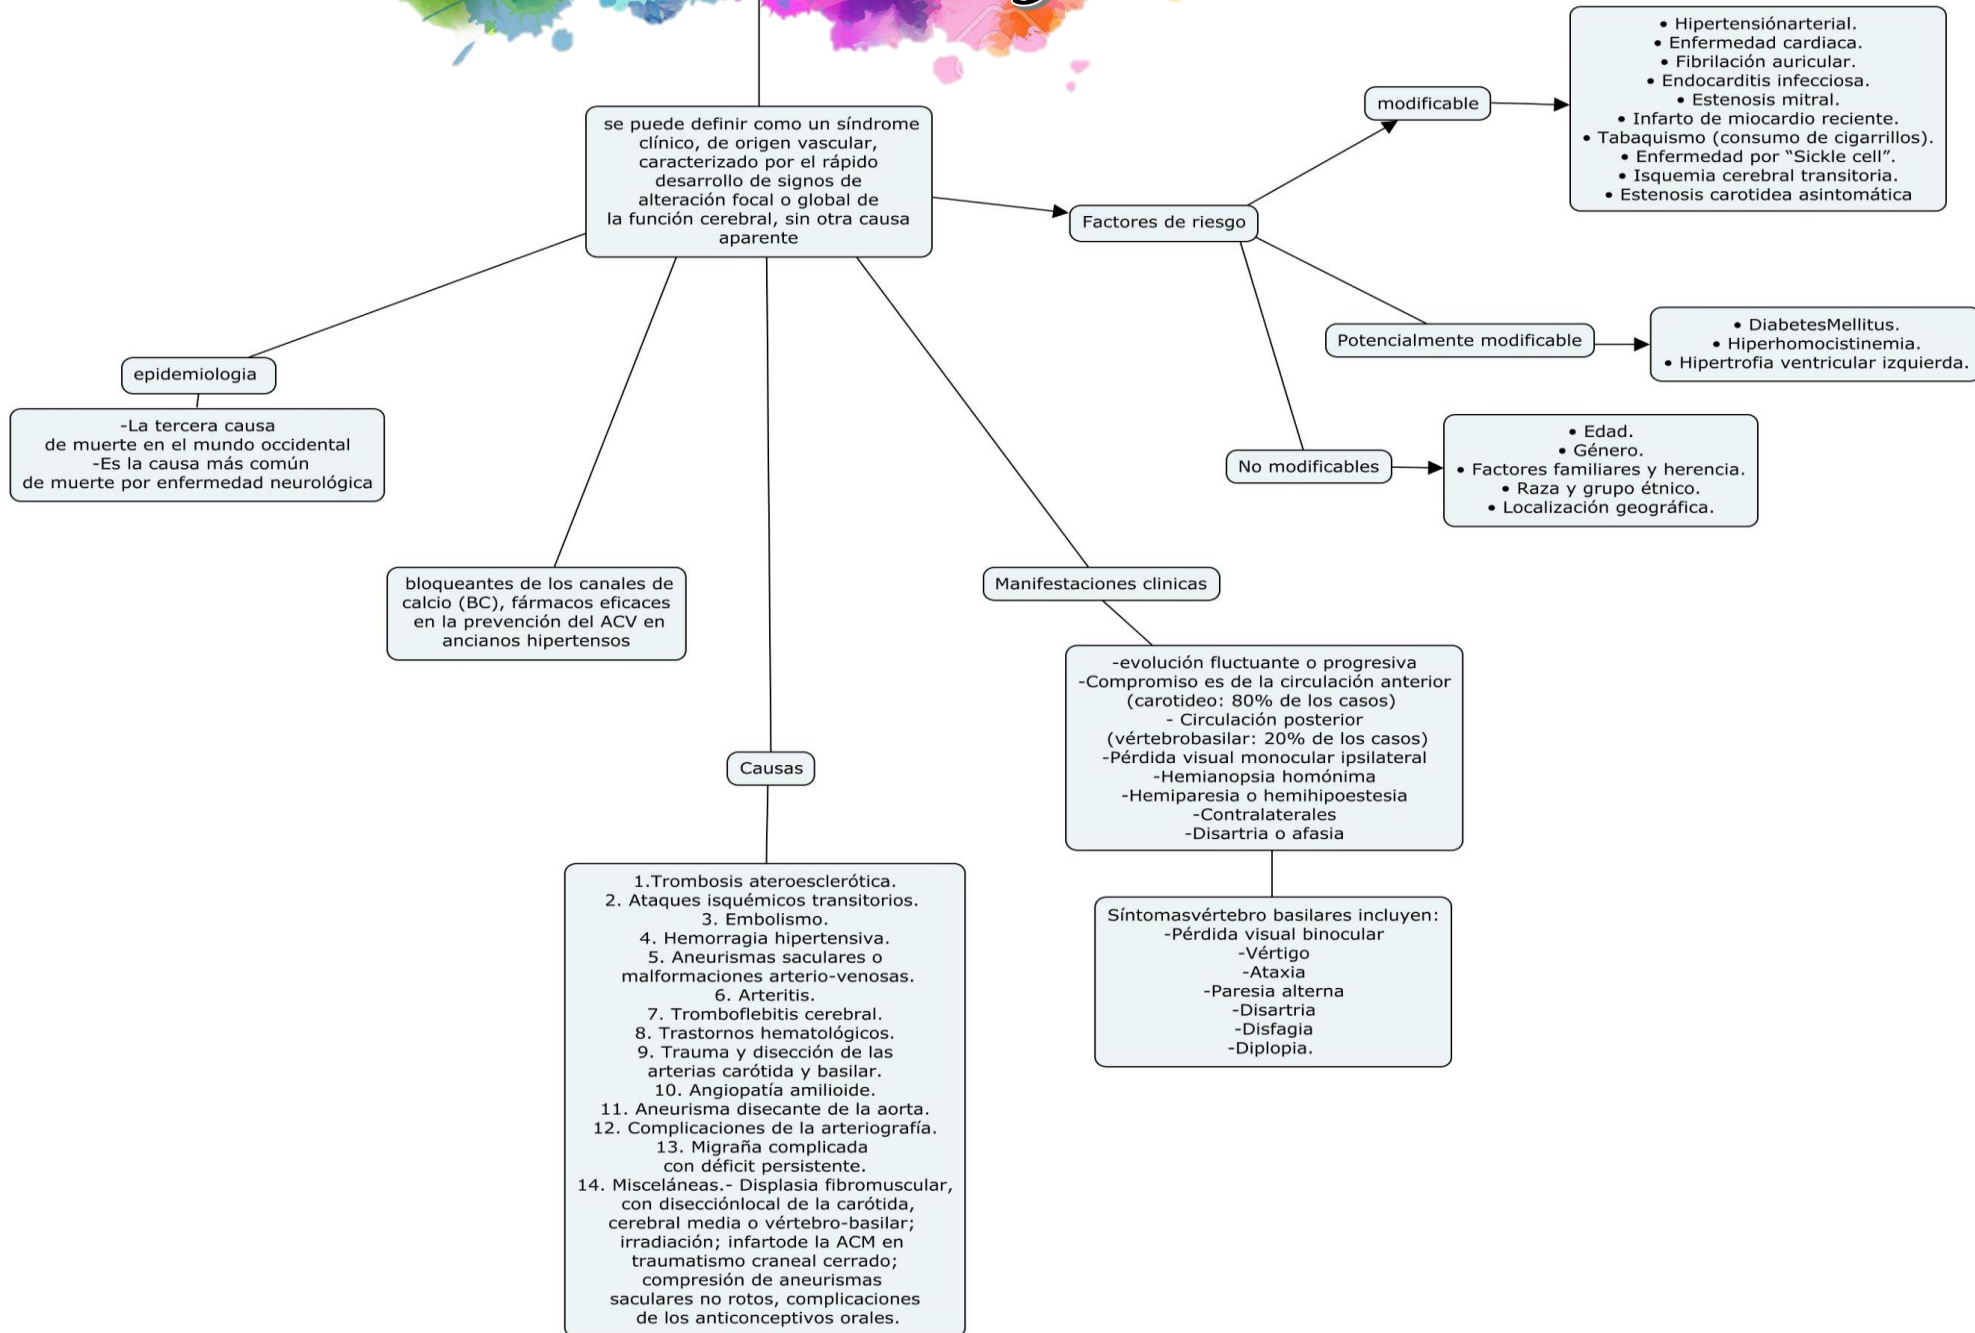 se puede definir como un síndrome
clínico, de origen vascular,
caracterizado por el rápido
desarrollo de signos de
alteración focal o global de
la función cerebral, sin otra causa
aparente
Factores de riesgo
modificable
• Hipertensiónarterial.
• Enfermedad cardiaca.
• Fibrilación auricular.
• Endocarditis infecciosa.
• Estenosis mitral.
• Infarto de miocardio reciente.
• Tabaquismo (consumo de cigarrillos).
• Enfermedad por “Sickle cell”.
• Isquemia cerebral transitoria.
• Estenosis carotidea asintomática
Potencialmente modificable
• DiabetesMellitus.
• Hiperhomocistinemia.
• Hipertrofia ventricular izquierda.
No modificables
• Edad.
• Género.
• Factores familiares y herencia.
• Raza y grupo étnico.
• Localización geográfica.
epidemiologia
-La tercera causa
de muerte en el mundo occidental
-Es la causa más común
de muerte por enfermedad neurológica
bloqueantes de los canales de
calcio (BC), fármacos eficaces
en la prevención del ACV en
ancianos hipertensos
Manifestaciones clinicas
-evolución fluctuante o progresiva
-Compromiso es de la circulación anterior
(carotideo: 80% de los casos)
- Circulación posterior
(vértebrobasilar: 20% de los casos)
-Pérdida visual monocular ipsilateral
-Hemianopsia homónima
-Hemiparesia o hemihipoestesia
-Contralaterales
-Disartria o afasia
Síntomasvértebro basilares incluyen:
-Pérdida visual binocular
-Vértigo
-Ataxia
-Paresia alterna
-Disartria
-Disfagia
-Diplopia.
Causas
1.Trombosis ateroesclerótica.
2. Ataques isquémicos transitorios.
3. Embolismo.
4. Hemorragia hipertensiva.
5. Aneurismas saculares o
malformaciones arterio-venosas.
6. Arteritis.
7. Tromboflebitis cerebral.
8. Trastornos hematológicos.
9. Trauma y disección de las
arterias carótida y basilar.
10. Angiopatía amilioide.
11. Aneurisma disecante de la aorta.
12. Complicaciones de la arteriografía.
13. Migraña complicada
con déficit persistente.
14. Misceláneas.- Displasia fibromuscular,
con disecciónlocal de la carótida,
cerebral media o vértebro-basilar;
irradiación; infartode la ACM en
traumatismo craneal cerrado;
compresión de aneurismas
saculares no rotos, complicaciones
de los anticonceptivos orales.